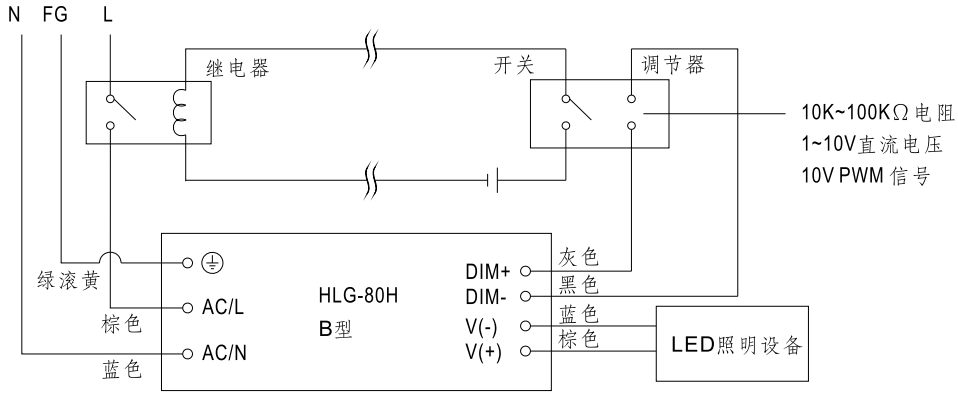 N FG L
继电器
开关
调节器
10K~100KΩ电阻
1~10V直流电压
10V PWM 信号
绿滚黄
棕色
AC/L
蓝色
AC/N
HLG-80H
B型
DIM+
灰色
DIM-
黑色
V(-)
蓝色
V(+)
棕色
LED照明设备